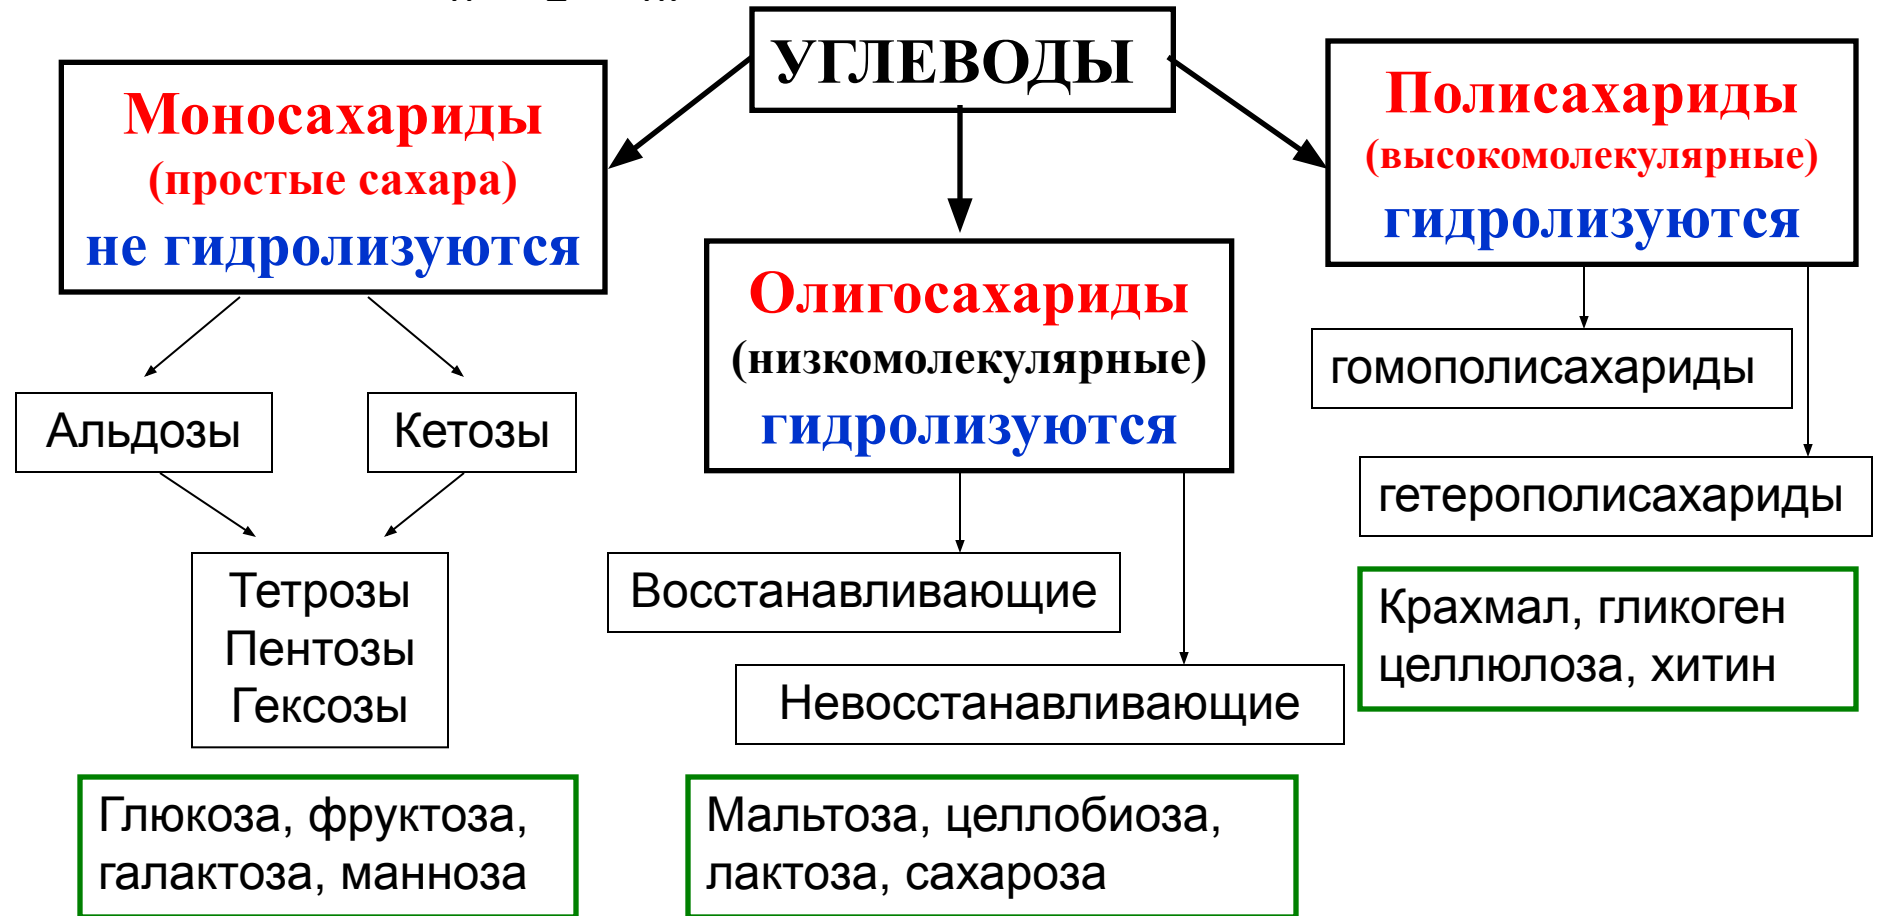 УГЛЕВОДЫ
Моносахариды
(простые сахара)
не гидролизуются
Альдозы
Кетозы
Тетрозы
Пентозы
Гексозы
Глюкоза, фруктоза,
галактоза, манноза
Олигосахариды
(низкомолекулярные)
гидролизуются
Восстанавливающие
Невосстанавливающие
Мальтоза, целлобиоза,
лактоза, сахароза
Полисахариды
(высокомолекулярные)
гидролизуются
гомополисахариды
гетерополисахариды
Крахмал, гликоген
целлюлоза, хитин